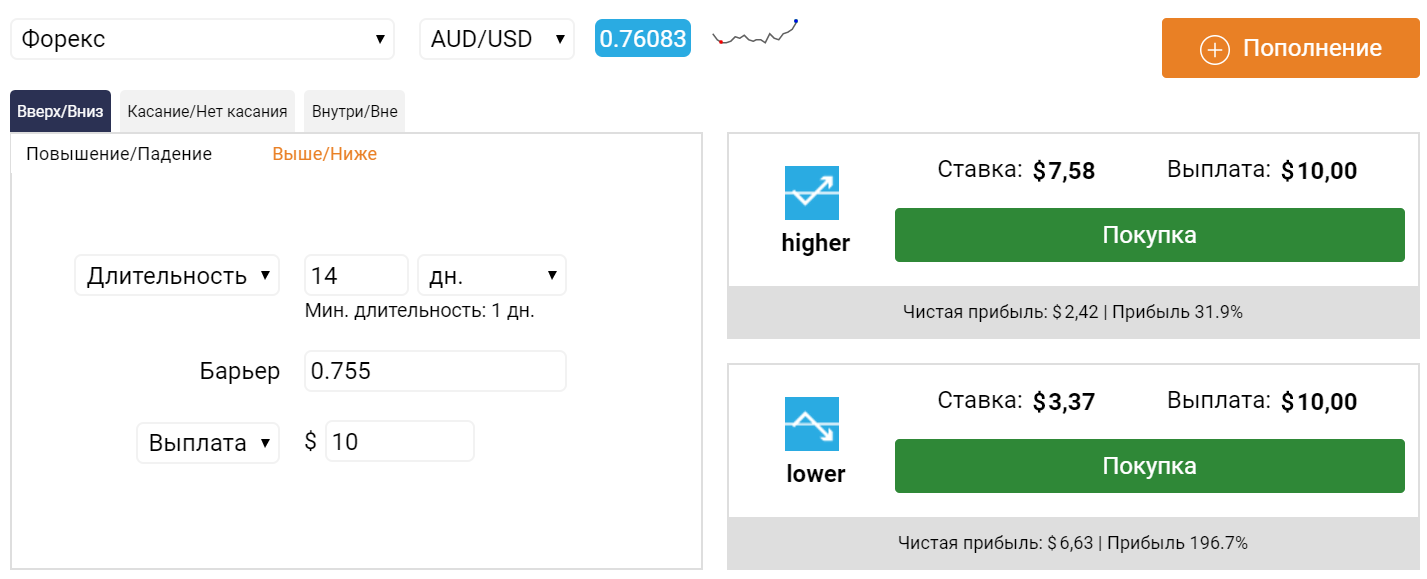 Форекс
AUD/USD
0.76083
Пополнение
Вверх/Вниз
Касание/Нет касания
Внутри/Вне
Повышение/Падение
Выше/Ниже
Длительность
14
дн.
Мин. длительность: 1 дн.
Барьер
0.755
Выплата
$
10
Ставка: $7,58
Выплата: $10,00
higher
Покупка
Чистая прибыль: $2,42 | Прибыль 31.9%
Ставка: $3,37
Выплата: $10,00
lower
Покупка
Чистая прибыль: $6,63 | Прибыль 196.7%